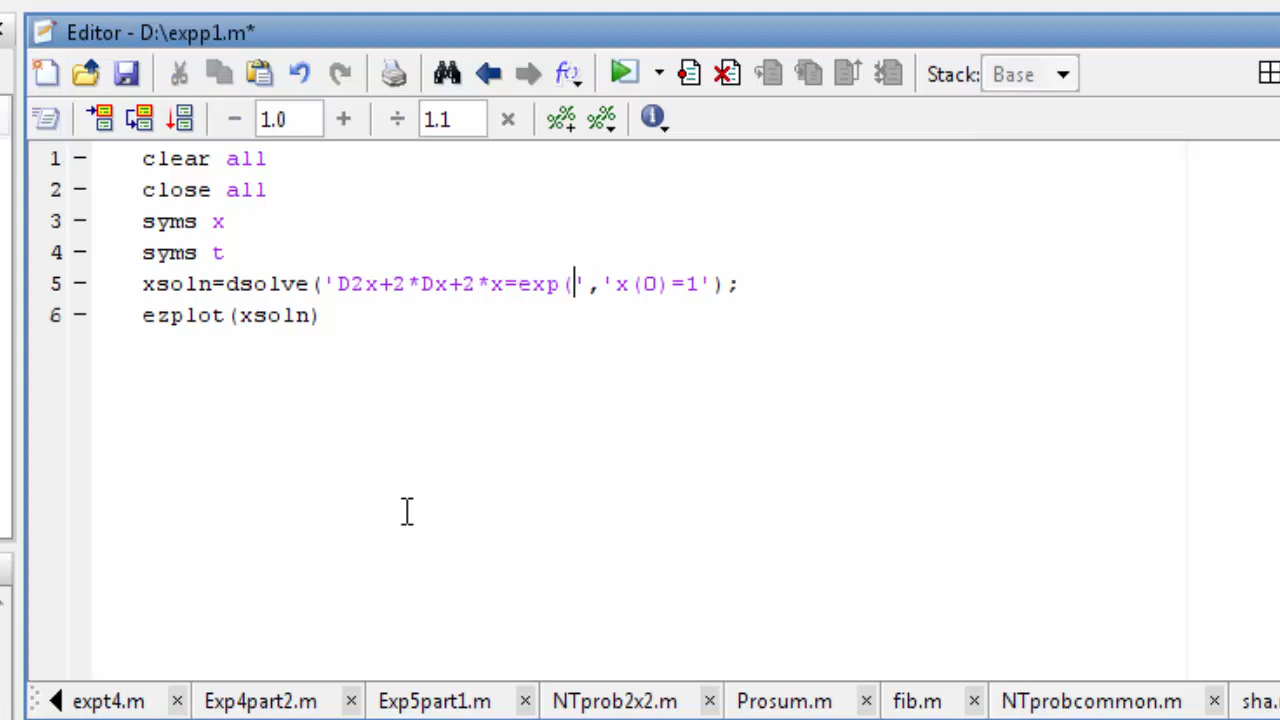 Editor - D:\expp1.m*
Stack: Base
1.0 1.1
1 clear all
2 close all
3 syms x
4 syms t
5 xsoln=dsolve('D2x+2*Dx+2*x=exp(','x(0)=1');
6 ezplot(xsoln)
expt4.m Exp4part2.m Exp5part1.m NTprob2x2.m Prosum.m fib.m NTprobcommon.m sha.